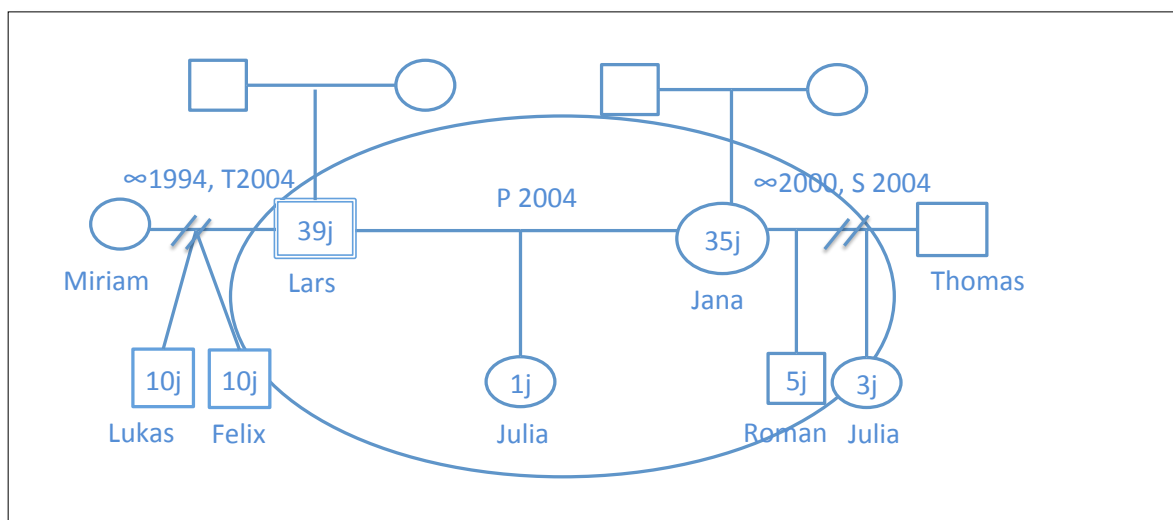 ∞1994, T2004
∞2000, S 2004
P 2004
39j
35j
Miriam
Lars
Jana
Thomas
10j
10j
1j
5j
3j
Lukas
Felix
Julia
Roman
Julia